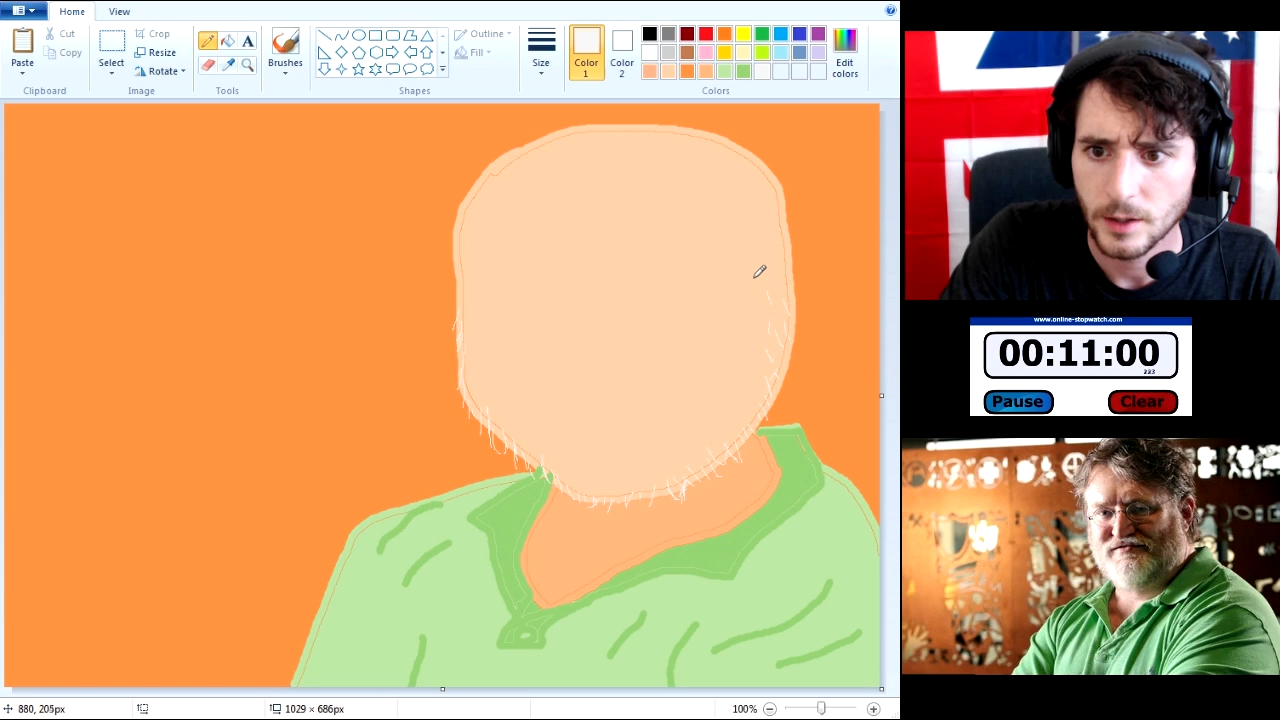 Home
View
Paste
Cut
Copy
Clipboard
Select
Crop
Resize
Rotate
Image
A
Tools
Brushes
Outline
Fill
Shapes
Size
Color
1
Color
2
Edit
colors
Colors
www.online-stopwatch.com
00:11:00
223
Pause
Clear
880, 205px
1029 × 686px
100%